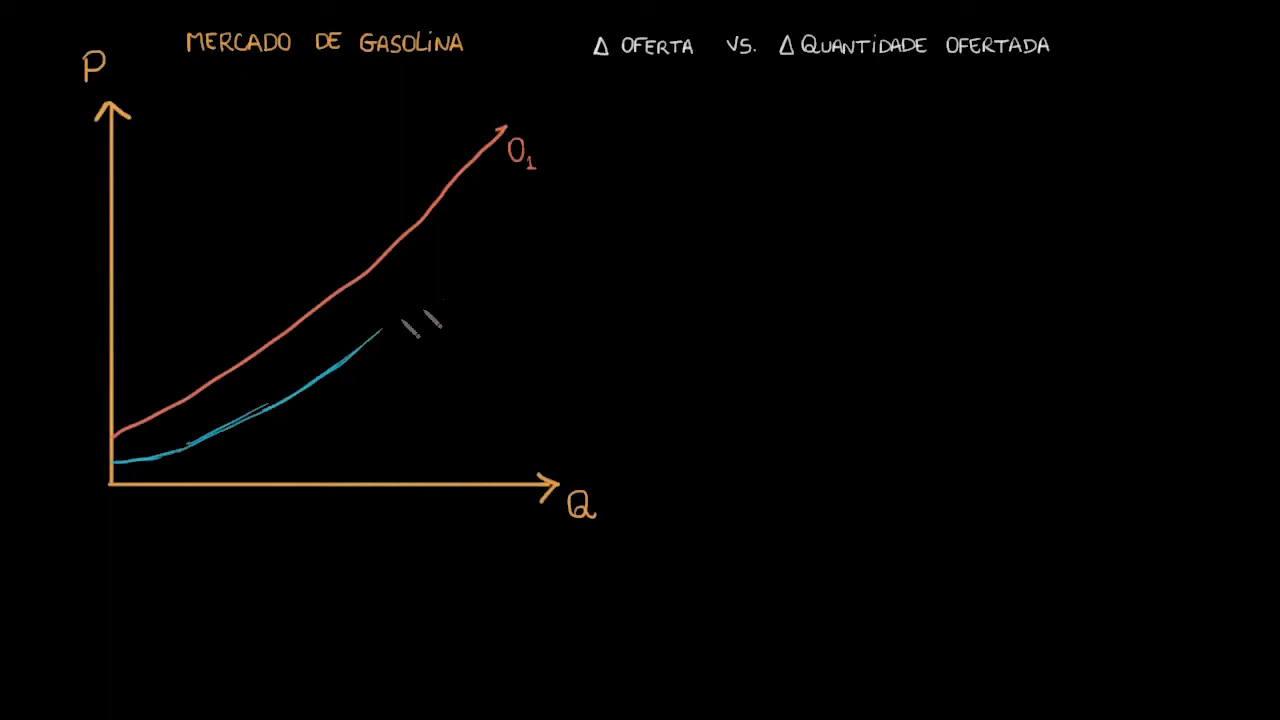 MERCADO DE GASOLINA
Δ OFERTA VS. Δ QUANTIDADE OFERTADA
P
O₁
Q